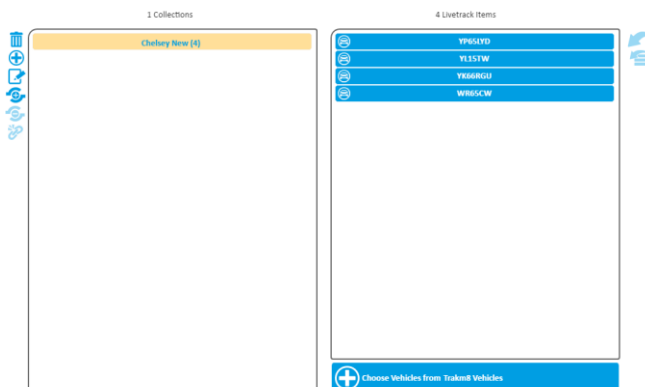 1 Collections
4 Livetrack Items
Chelsey New (4)
YP65LYD
YL15TW
YK66RGU
WR65CW
Choose Vehicles from Trakm8 Vehicles